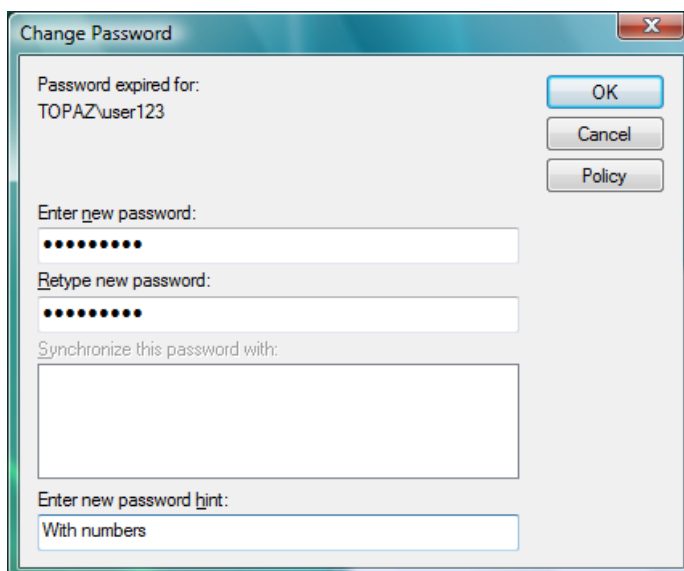 Change Password
Password expired for:
TOPAZ\user123
OK
Cancel
Policy
Enter new password:
•••••••••
Retype new password:
•••••••••
Synchronize this password with:
Enter new password hint:
With numbers